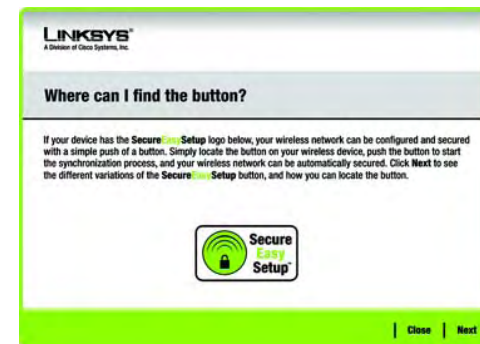 LINKSYS®
A Division of Cisco Systems, Inc.
Where can I find the button?
If your device has the SecureEasySetup logo below, your wireless network can be configured and secured
with a simple push of a button. Simply locate the button on your wireless device, push the button to start
the synchronization process, and your wireless network can be automatically secured. Click Next to see
the different variations of the SecureEasySetup button, and how you can locate the button.
Secure
Easy
Setup™
Close | Next